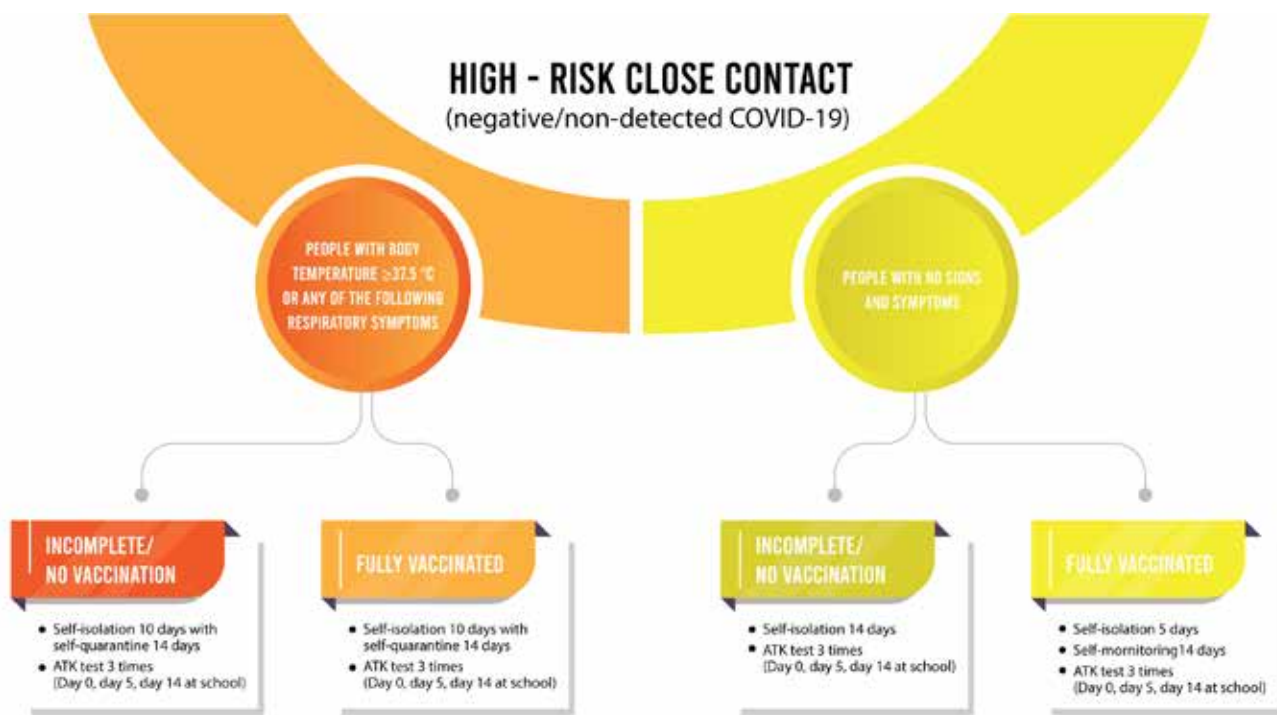 HIGH - RISK CLOSE CONTACT
(negative/non-detected COVID-19)
PEOPLE WITH BODY
TEMPERATURE ≥37.5 °C
OR ANY OF THE FOLLOWING
RESPIRATORY SYMPTOMS
PEOPLE WITH NO SIGNS
AND SYMPTOMS
INCOMPLETE/
NO VACCINATION
• Self-isolation 10 days with
self-quarantine 14 days
• ATK test 3 times
(Day 0, day 5, day 14 at school)
FULLY VACCINATED
• Self-isolation 10 days with
self-quarantine 14 days
• ATK test 3 times
(Day 0, day 5, day 14 at school)
INCOMPLETE/
NO VACCINATION
• Self-isolation 14 days
• ATK test 3 times
(Day 0, day 5, day 14 at school)
FULLY VACCINATED
• Self-isolation 5 days
• Self-mornitoring14 days
• ATK test 3 times
(Day 0, day 5, day 14 at school)